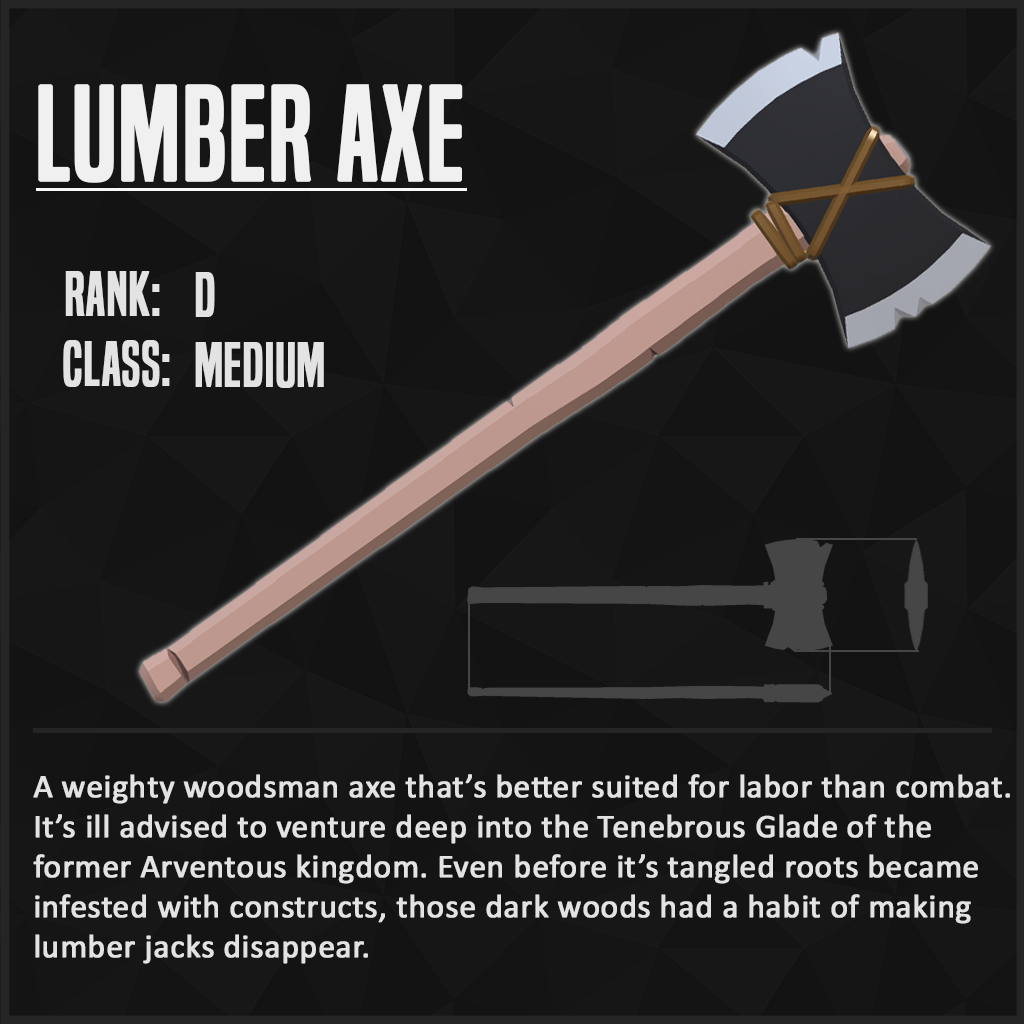 LUMBER AXE
RANK: D
CLASS: MEDIUM
A weighty woodsman axe that’s better suited for labor than combat.
It’s ill advised to venture deep into the Tenebrous Glade of the
former Arventous kingdom. Even before it’s tangled roots became
infested with constructs, those dark woods had a habit of making
lumber jacks disappear.